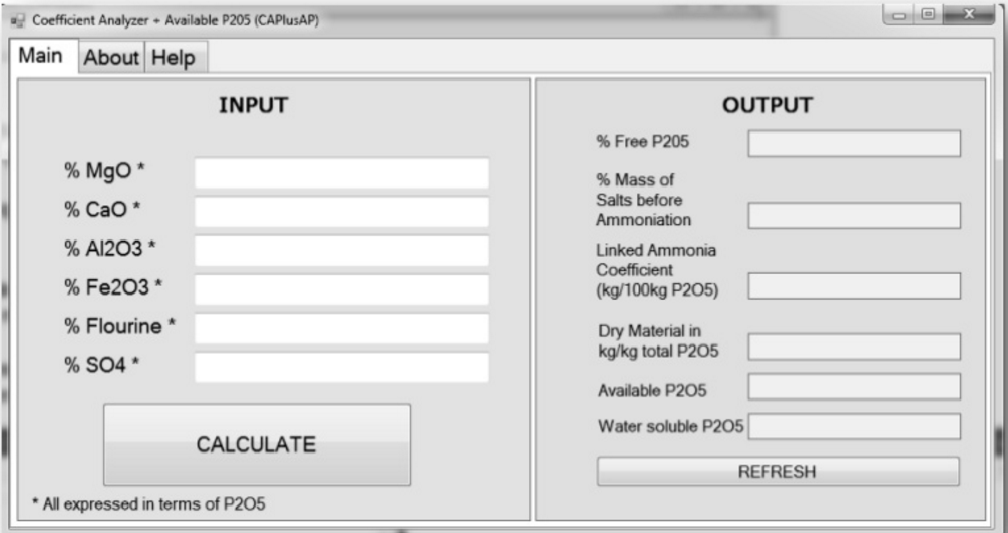 Coefficient Analyzer + Available P205 (CAPlusAP)
Main About Help
INPUT
% MgO *
% CaO *
% Al2O3 *
% Fe2O3 *
% Flourine *
% SO4 *
CALCULATE
* All expressed in terms of P2O5
OUTPUT
% Free P205
% Mass of
Salts before
Ammoniation
Linked Ammonia
Coefficient
(kg/100kg P2O5)
Dry Material in
kg/kg total P2O5
Available P2O5
Water soluble P2O5
REFRESH